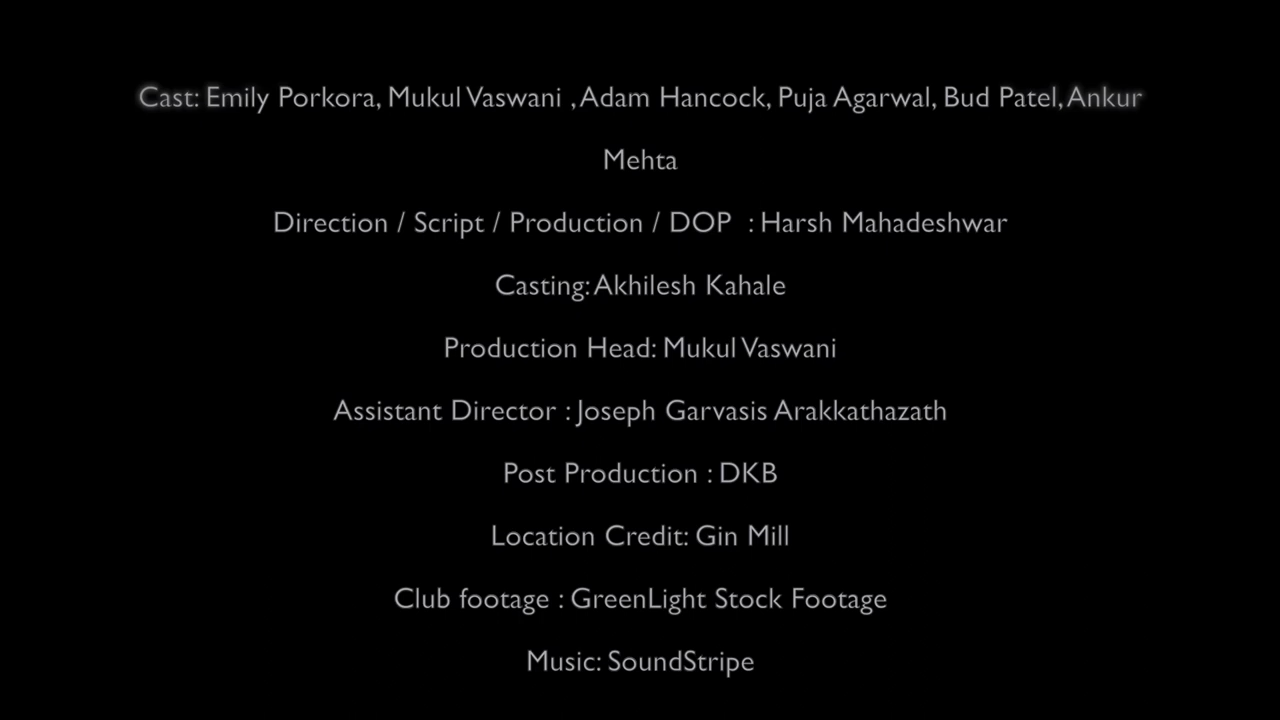 Cast: Emily Porkora, Mukul Vaswani , Adam Hancock, Puja Agarwal, Bud Patel, Ankur
Mehta
Direction / Script / Production / DOP  : Harsh Mahadeshwar
Casting: Akhilesh Kahale
Production Head: Mukul Vaswani
Assistant Director : Joseph Garvasis Arakkathazath
Post Production : DKB
Location Credit: Gin Mill
Club footage : GreenLight Stock Footage
Music: SoundStripe